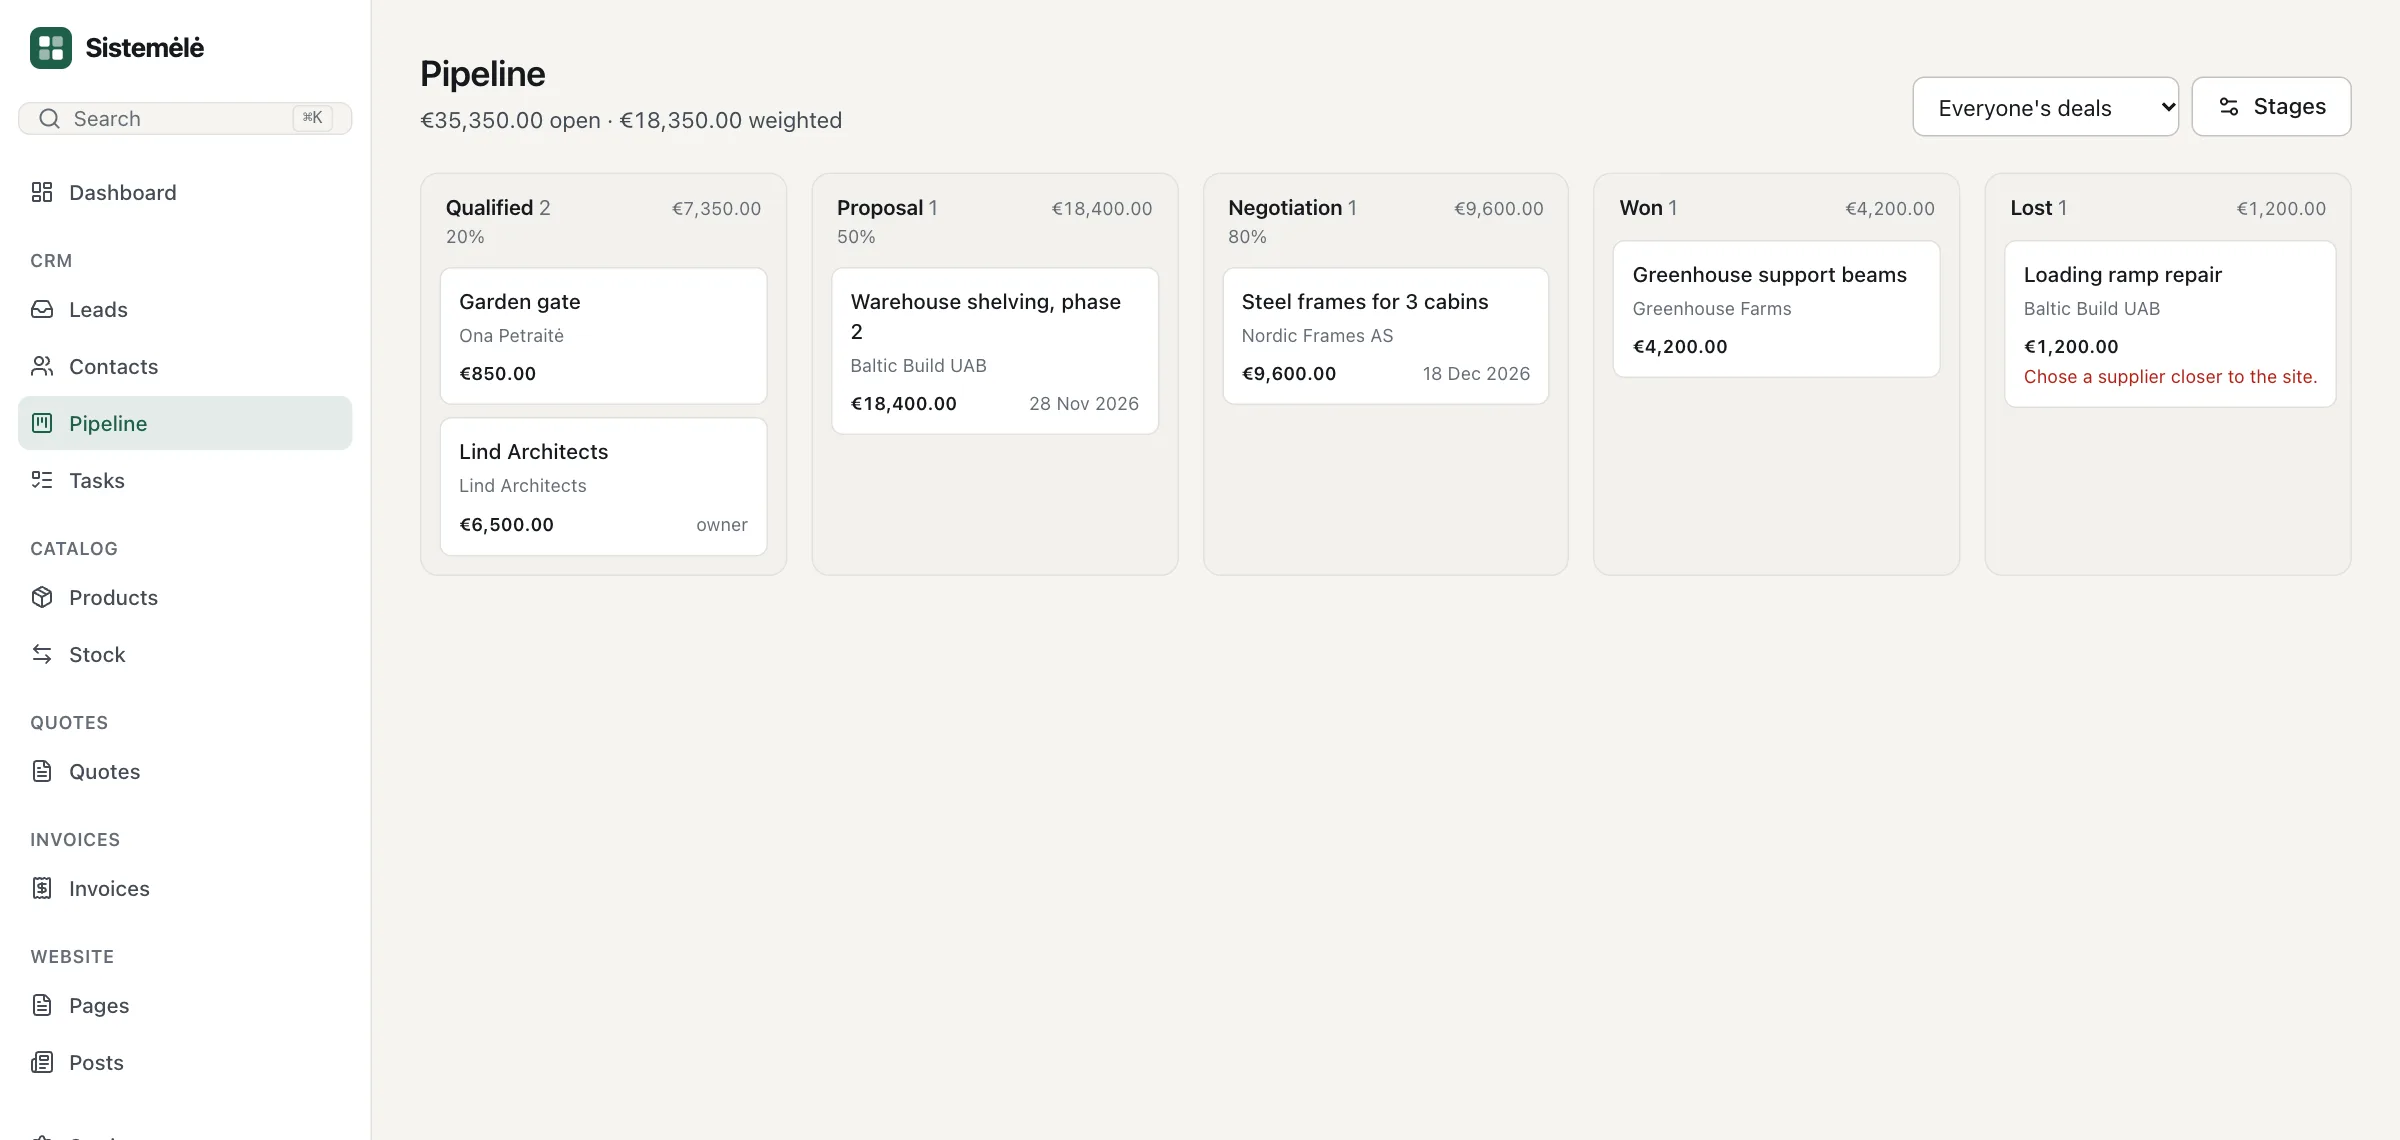 Sistemėlė
Search ⌘K
Dashboard
CRM
Leads
Contacts
Pipeline
Tasks
CATALOG
Products
Stock
QUOTES
Quotes
INVOICES
Invoices
WEBSITE
Pages
Posts
Pipeline
€35,350.00 open · €18,350.00 weighted
Everyone's deals
Stages
Qualified 2 €7,350.00
20%
Garden gate
Ona Petraitė
€850.00
Lind Architects
Lind Architects
€6,500.00 owner
Proposal 1 €18,400.00
50%
Warehouse shelving, phase
2
Baltic Build UAB
€18,400.00 28 Nov 2026
Negotiation 1 €9,600.00
80%
Steel frames for 3 cabins
Nordic Frames AS
€9,600.00 18 Dec 2026
Won 1 €4,200.00
Greenhouse support beams
Greenhouse Farms
€4,200.00
Lost 1 €1,200.00
Loading ramp repair
Baltic Build UAB
€1,200.00
Chose a supplier closer to the site.